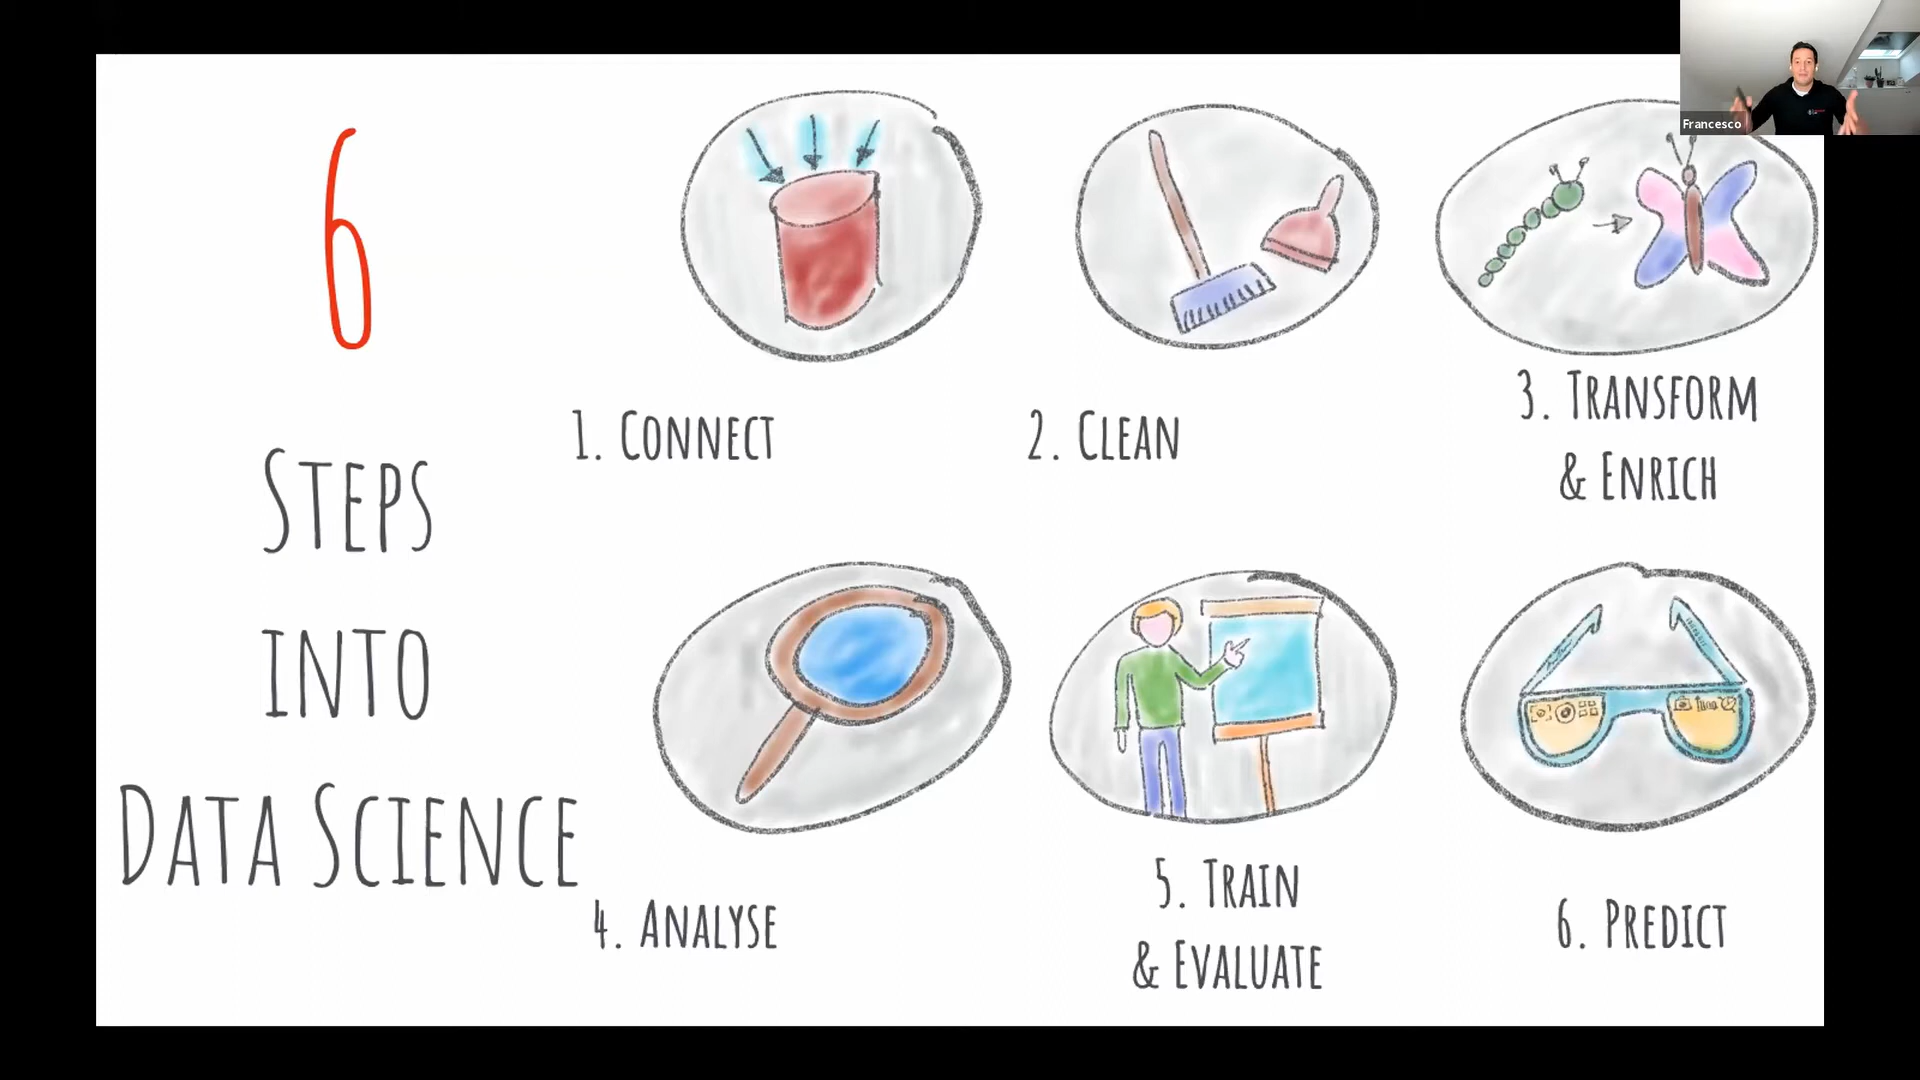 6
STEPS
INTO
DATA SCIENCE
1. CONNECT
2. CLEAN
3. TRANSFORM
& ENRICH
4. ANALYSE
5. TRAIN
& EVALUATE
6. PREDICT
Francesco